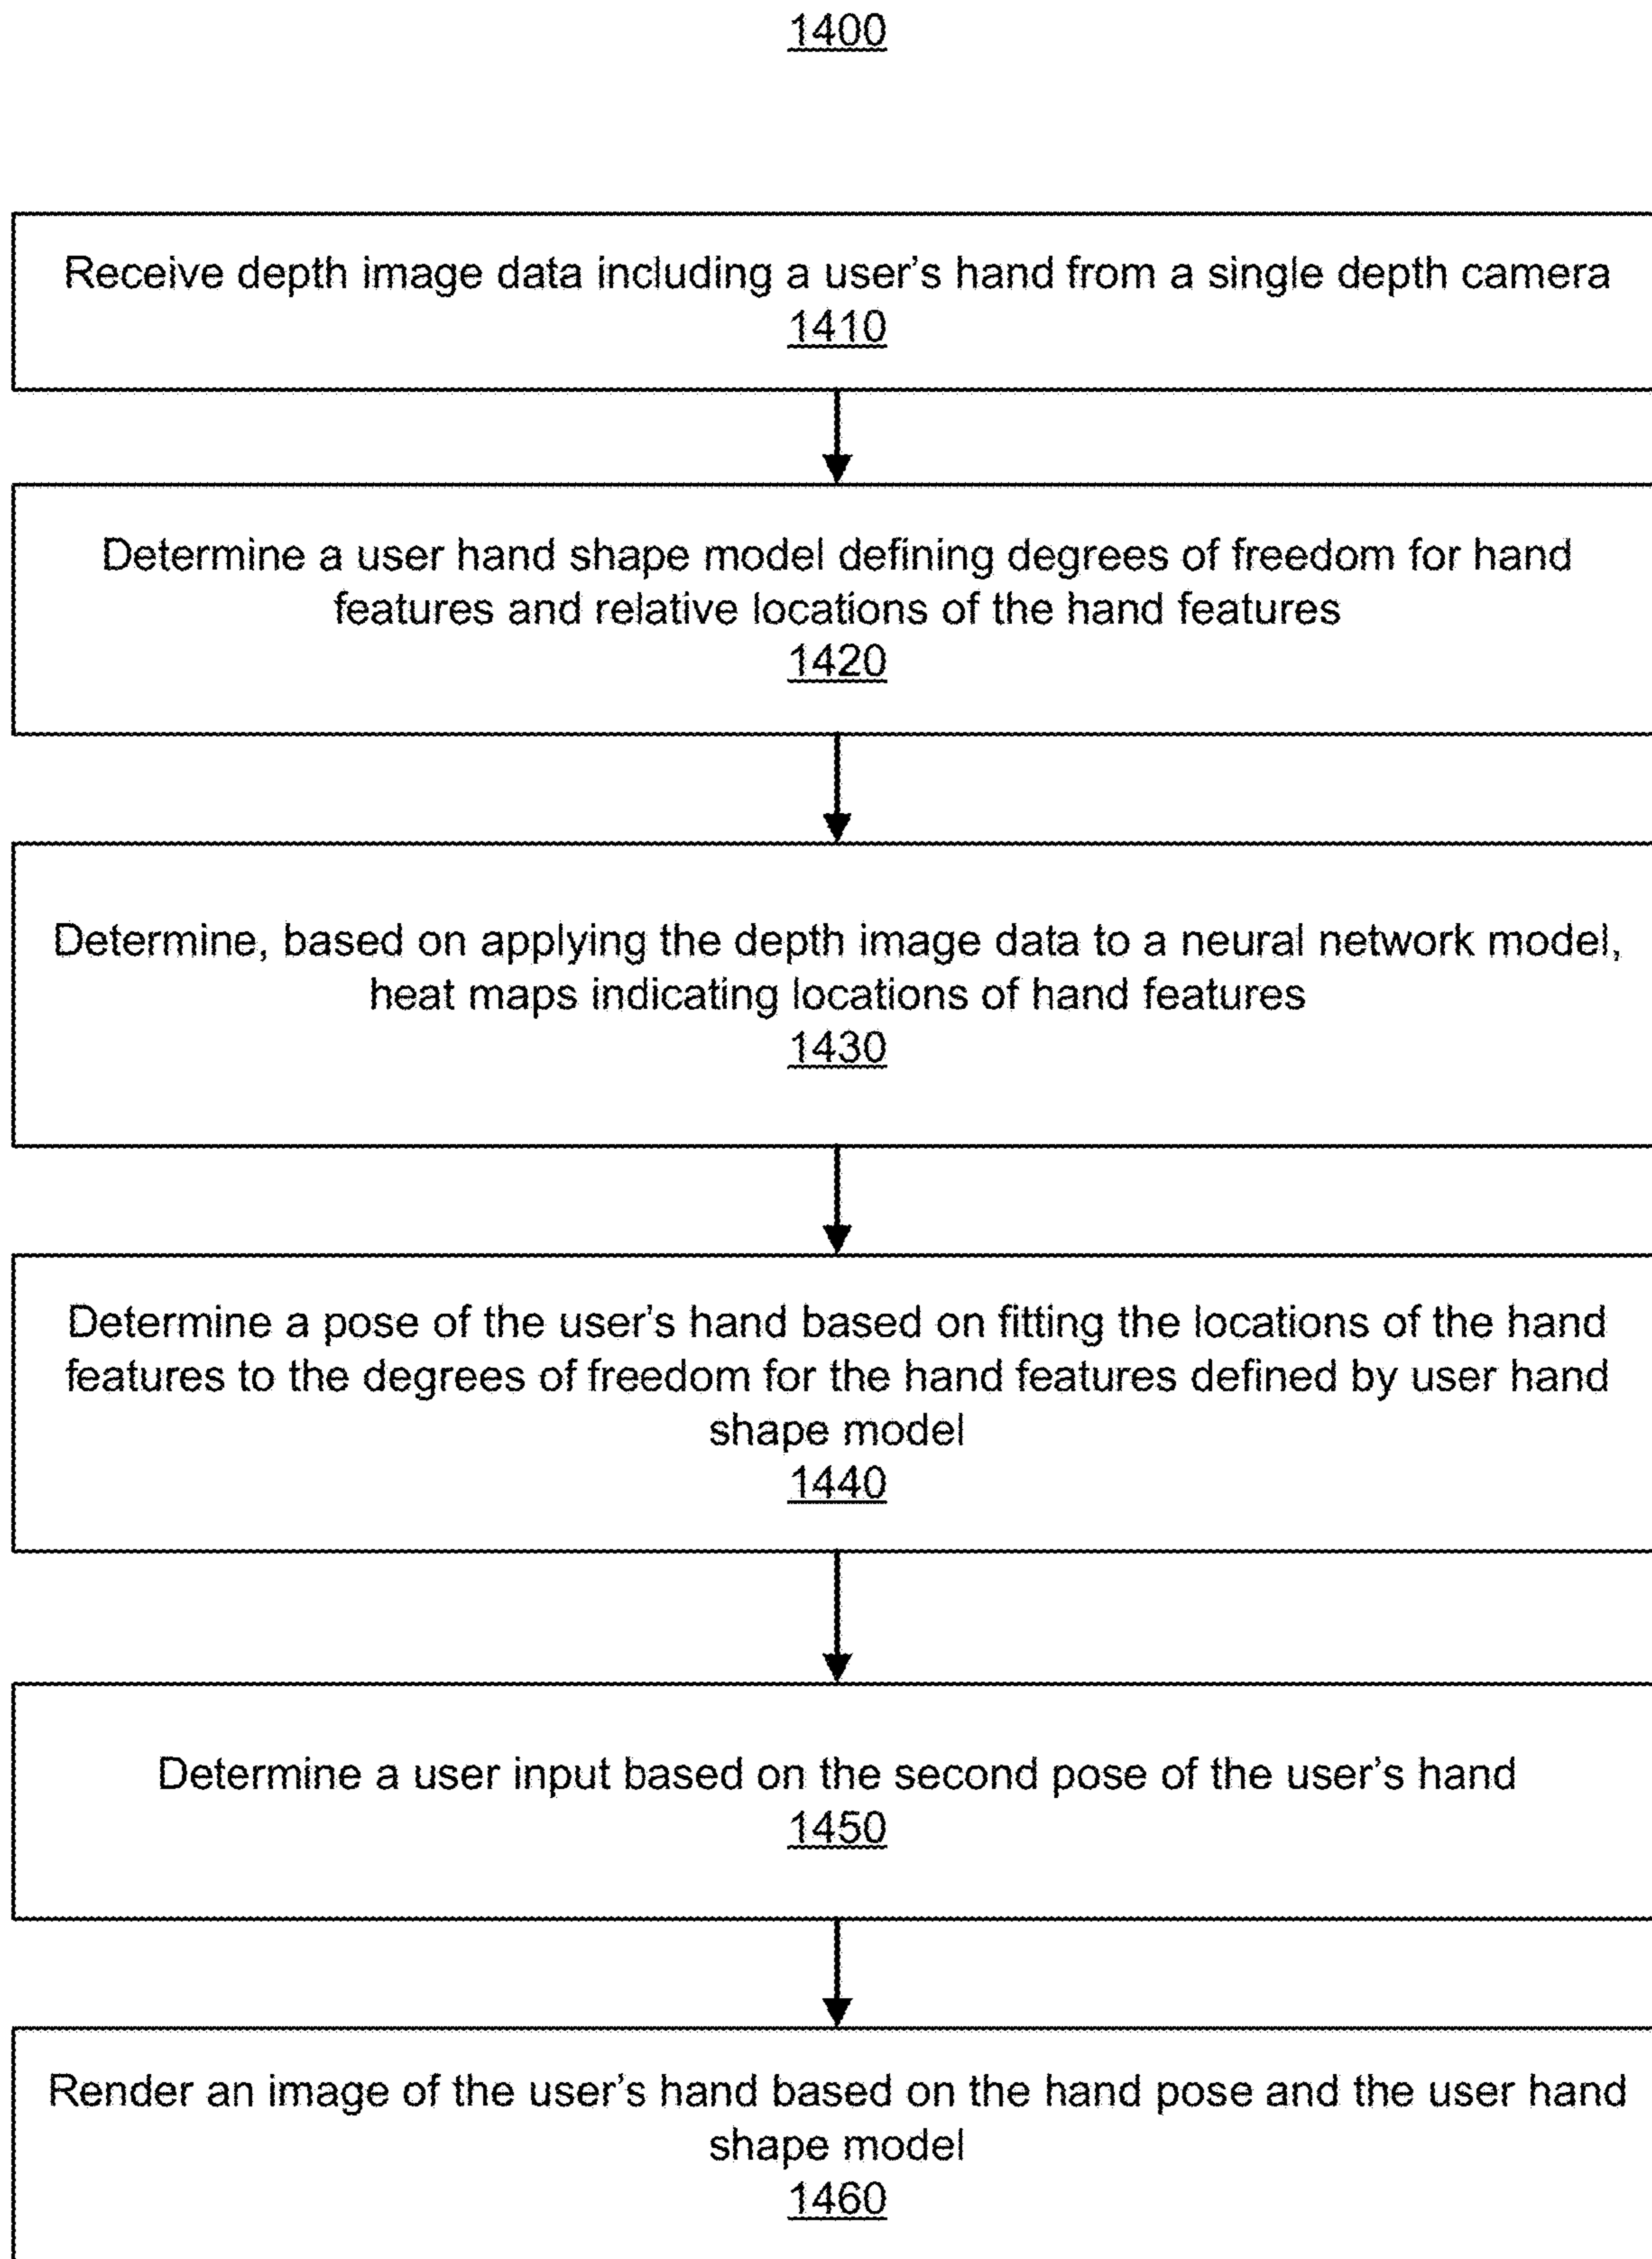 1400
Receive depth image data including a user's hand from a single depth camera
1410
Determine a user hand shape model defining degrees of freedom for hand
features and relative locations of the hand features
1420
Determine, based on applying the depth image data to a neural network model,
heat maps indicating locations of hand features
1430
Determine a pose of the user's hand based on fitting the locations of the hand
features to the degrees of freedom for the hand features defined by user hand
shape model
1440
Determine a user input based on the second pose of the user's hand
1450
Render an image of the user's hand based on the hand pose and the user hand
shape model
1460